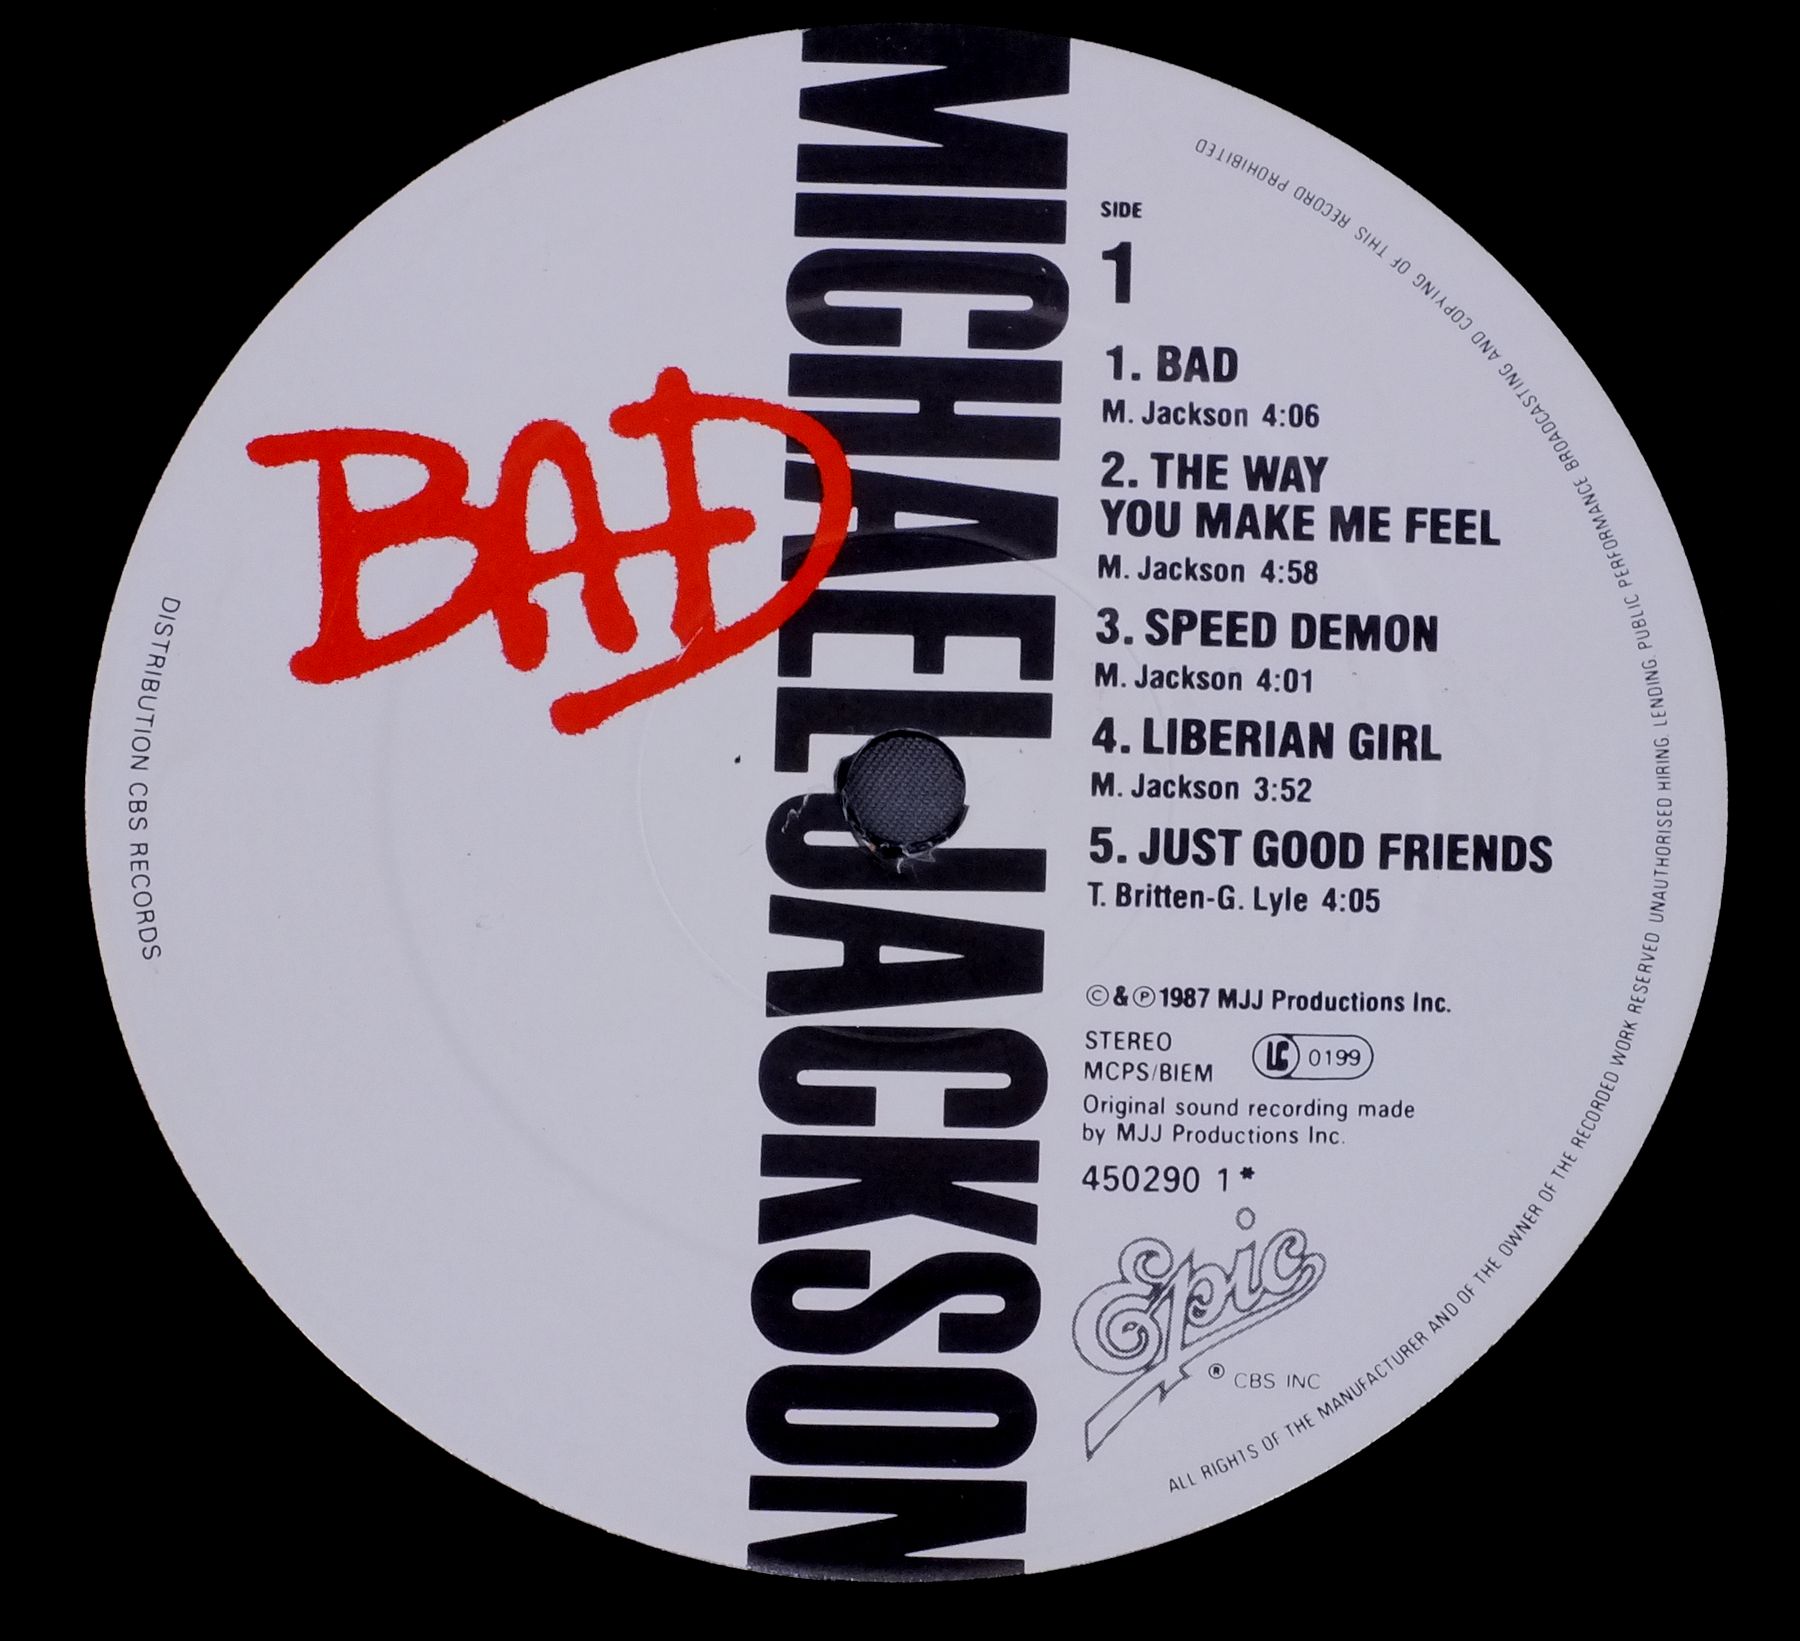 MICHAEL JACKSON
BAD
SIDE
1
1. BAD
M. Jackson 4:06
2. THE WAY
YOU MAKE ME FEEL
M. Jackson 4:58
3. SPEED DEMON
M. Jackson 4:01
4. LIBERIAN GIRL
M. Jackson 3:52
5. JUST GOOD FRIENDS
T. Britten-G. Lyle 4:05
©&℗1987 MJJ Productions Inc.
STEREO
MCPS/BIEM
LC 0199
Original sound recording made
by MJJ Productions Inc.
450290 1*
Epic
® CBS INC
DISTRIBUTION CBS RECORDS
ALL RIGHTS OF THE MANUFACTURER AND OF THE OWNER OF THE RECORDED WORK RESERVED UNAUTHORISED HIRING. LENDING. PUBLIC PERFORMANCE BROADCASTING AND COPYING OF THIS RECORD PROHIBITED